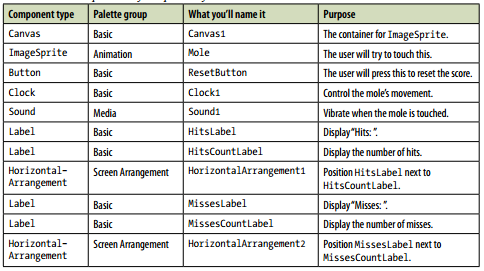 Component type Palette group What you'll name it Purpose
Canvas Basic Canvas1 The container for ImageSprite.
ImageSprite Animation Mole The user will try to touch this.
Button Basic ResetButton The user will press this to reset the score.
Clock Basic Clock1 Control the mole's movement.
Sound Media Sound1 Vibrate when the mole is touched.
Label Basic HitsLabel Display "Hits: ".
Label Basic HitsCountLabel Display the number of hits.
Horizontal- Screen Arrangement HorizontalArrangement1 Position HitsLabel next to
Arrangement HitsCountLabel.
Label Basic MissesLabel Display "Misses: ".
Label Basic MissesCountLabel Display the number of misses.
Horizontal- Screen Arrangement HorizontalArrangement2 Position MissesLabel next to
Arrangement MissesCountLabel.